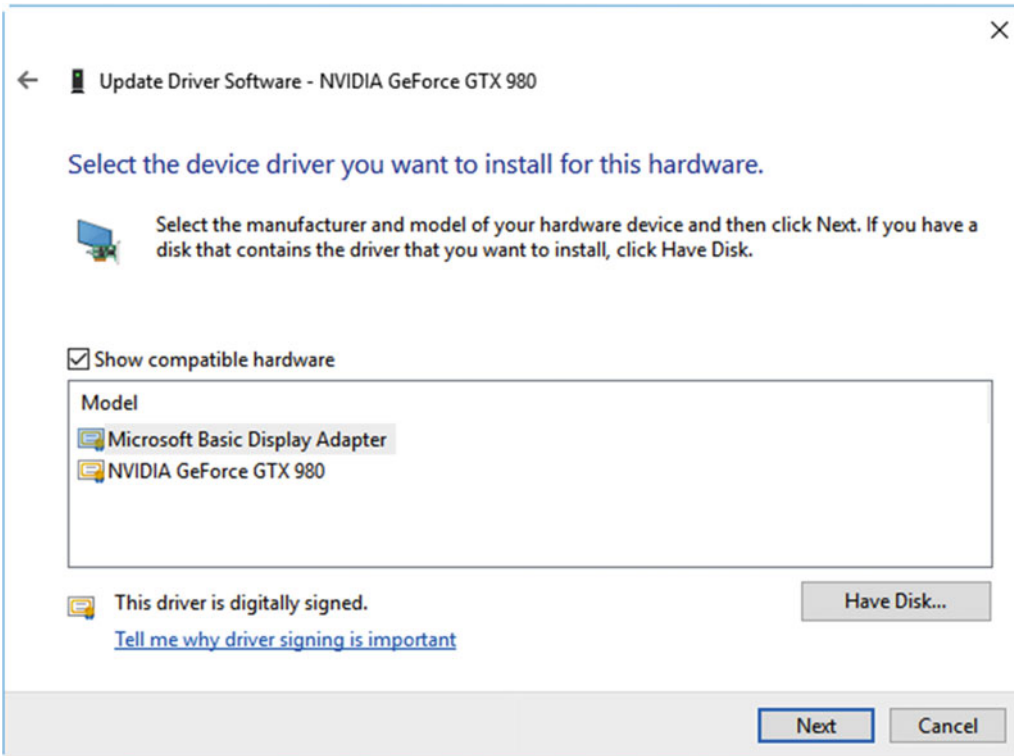 Update Driver Software - NVIDIA GeForce GTX 980
Select the device driver you want to install for this hardware.
Select the manufacturer and model of your hardware device and then click Next. If you have a
disk that contains the driver that you want to install, click Have Disk.
Show compatible hardware
Model
Microsoft Basic Display Adapter
NVIDIA GeForce GTX 980
This driver is digitally signed.
Have Disk...
Tell me why driver signing is important
Next
Cancel